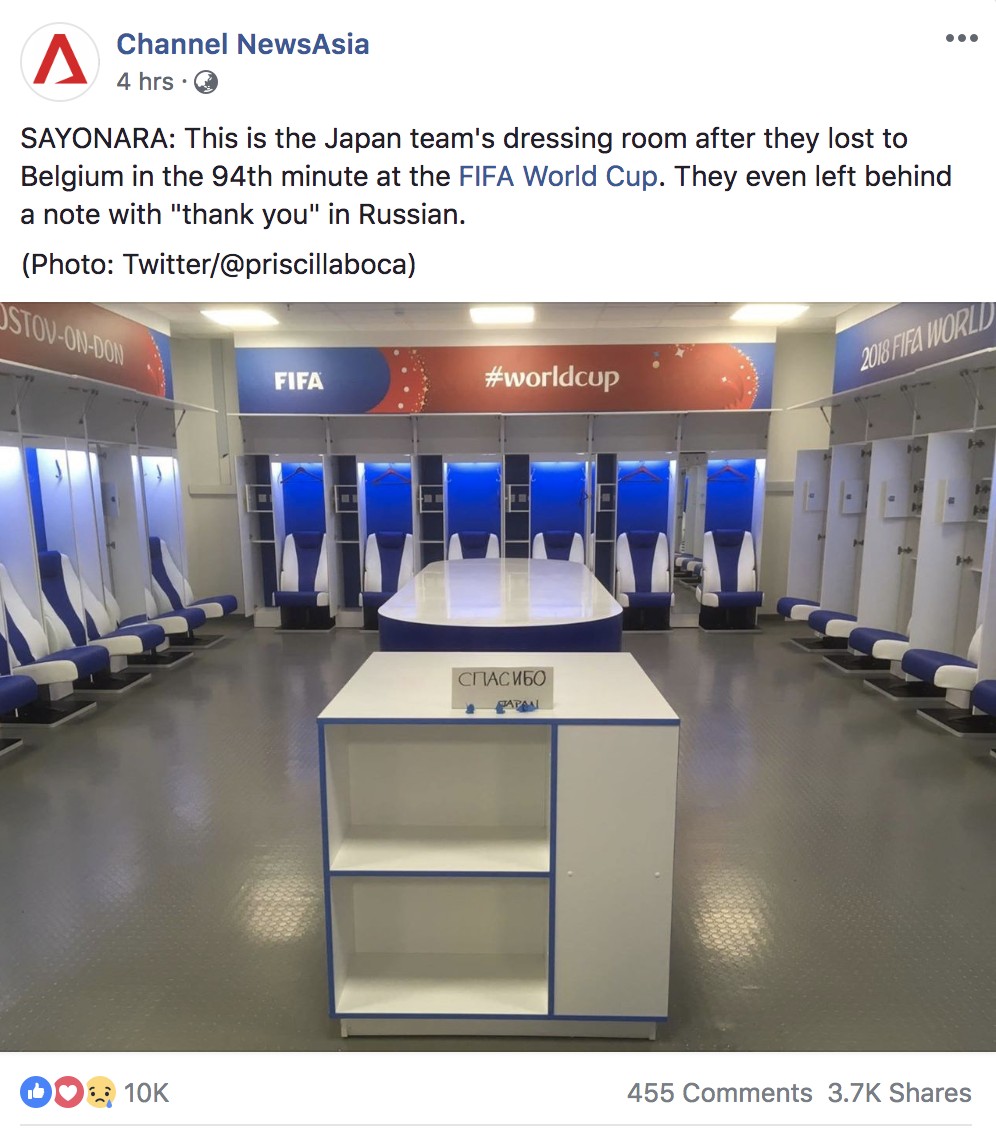 Channel NewsAsia
4 hrs ·
SAYONARA: This is the Japan team's dressing room after they lost to
Belgium in the 94th minute at the FIFA World Cup. They even left behind
a note with "thank you" in Russian.
(Photo: Twitter/@priscillaboca)
OSTOV-ON-DON
FIFA
#worldcup
2018 FIFA WORLD
СПАСИБО
JAPAN
10K
455 Comments 3.7K Shares